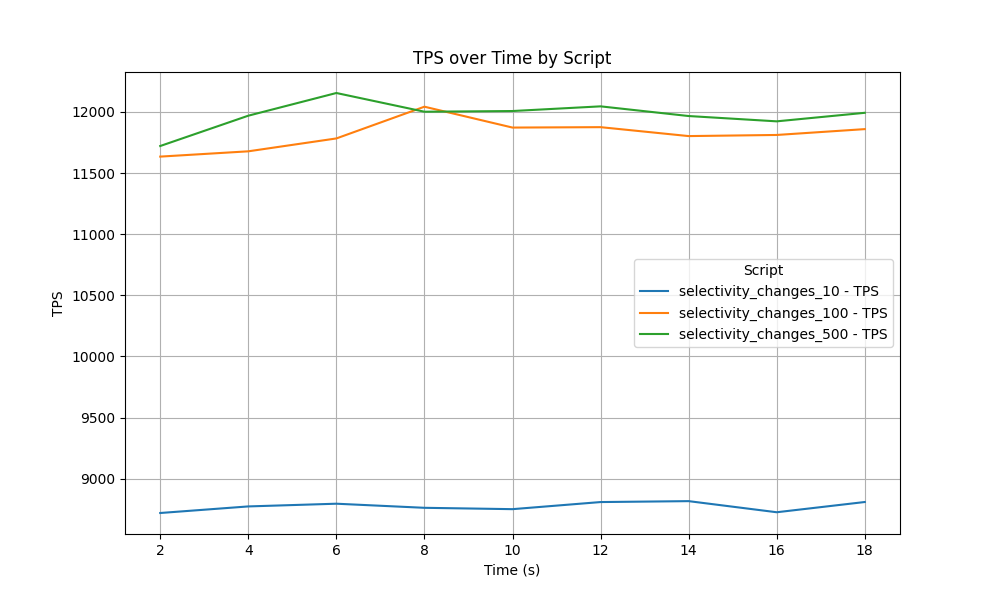 TPS over Time by Script
TPS
12000
11500
11000
10500
10000
9500
9000
Script
selectivity_changes_10 - TPS
selectivity_changes_100 - TPS
selectivity_changes_500 - TPS
2 4 6 8 10 12 14 16 18
Time (s)